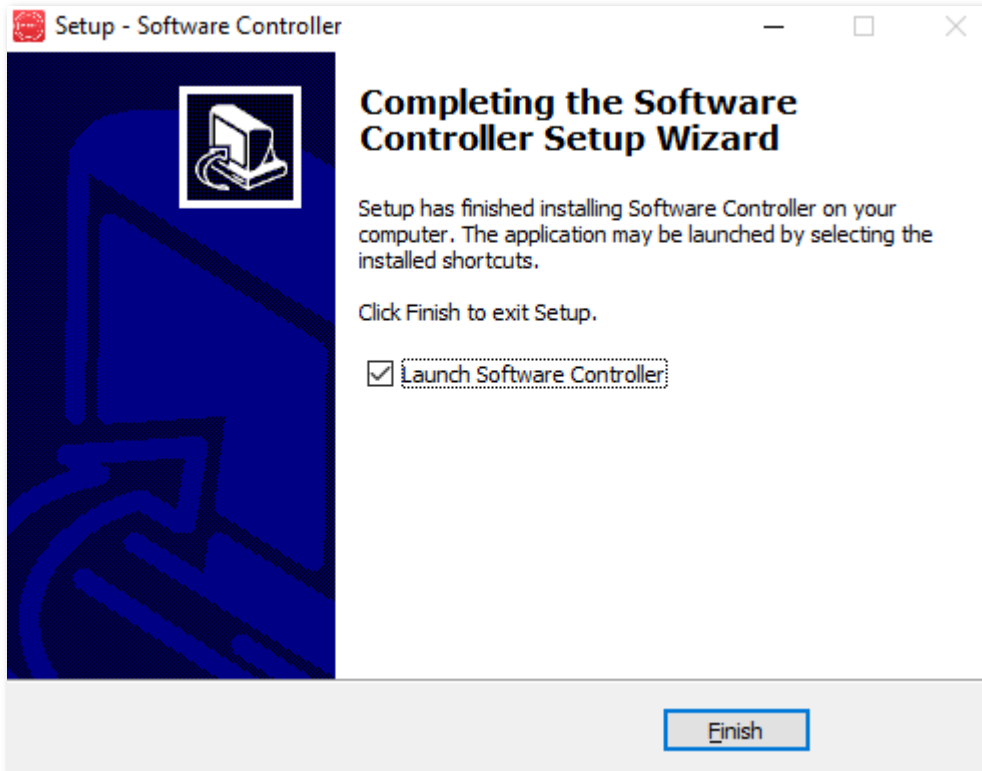 Setup - Software Controller
Completing the Software
Controller Setup Wizard
Setup has finished installing Software Controller on your
computer. The application may be launched by selecting the
installed shortcuts.
Click Finish to exit Setup.
Launch Software Controller
Finish